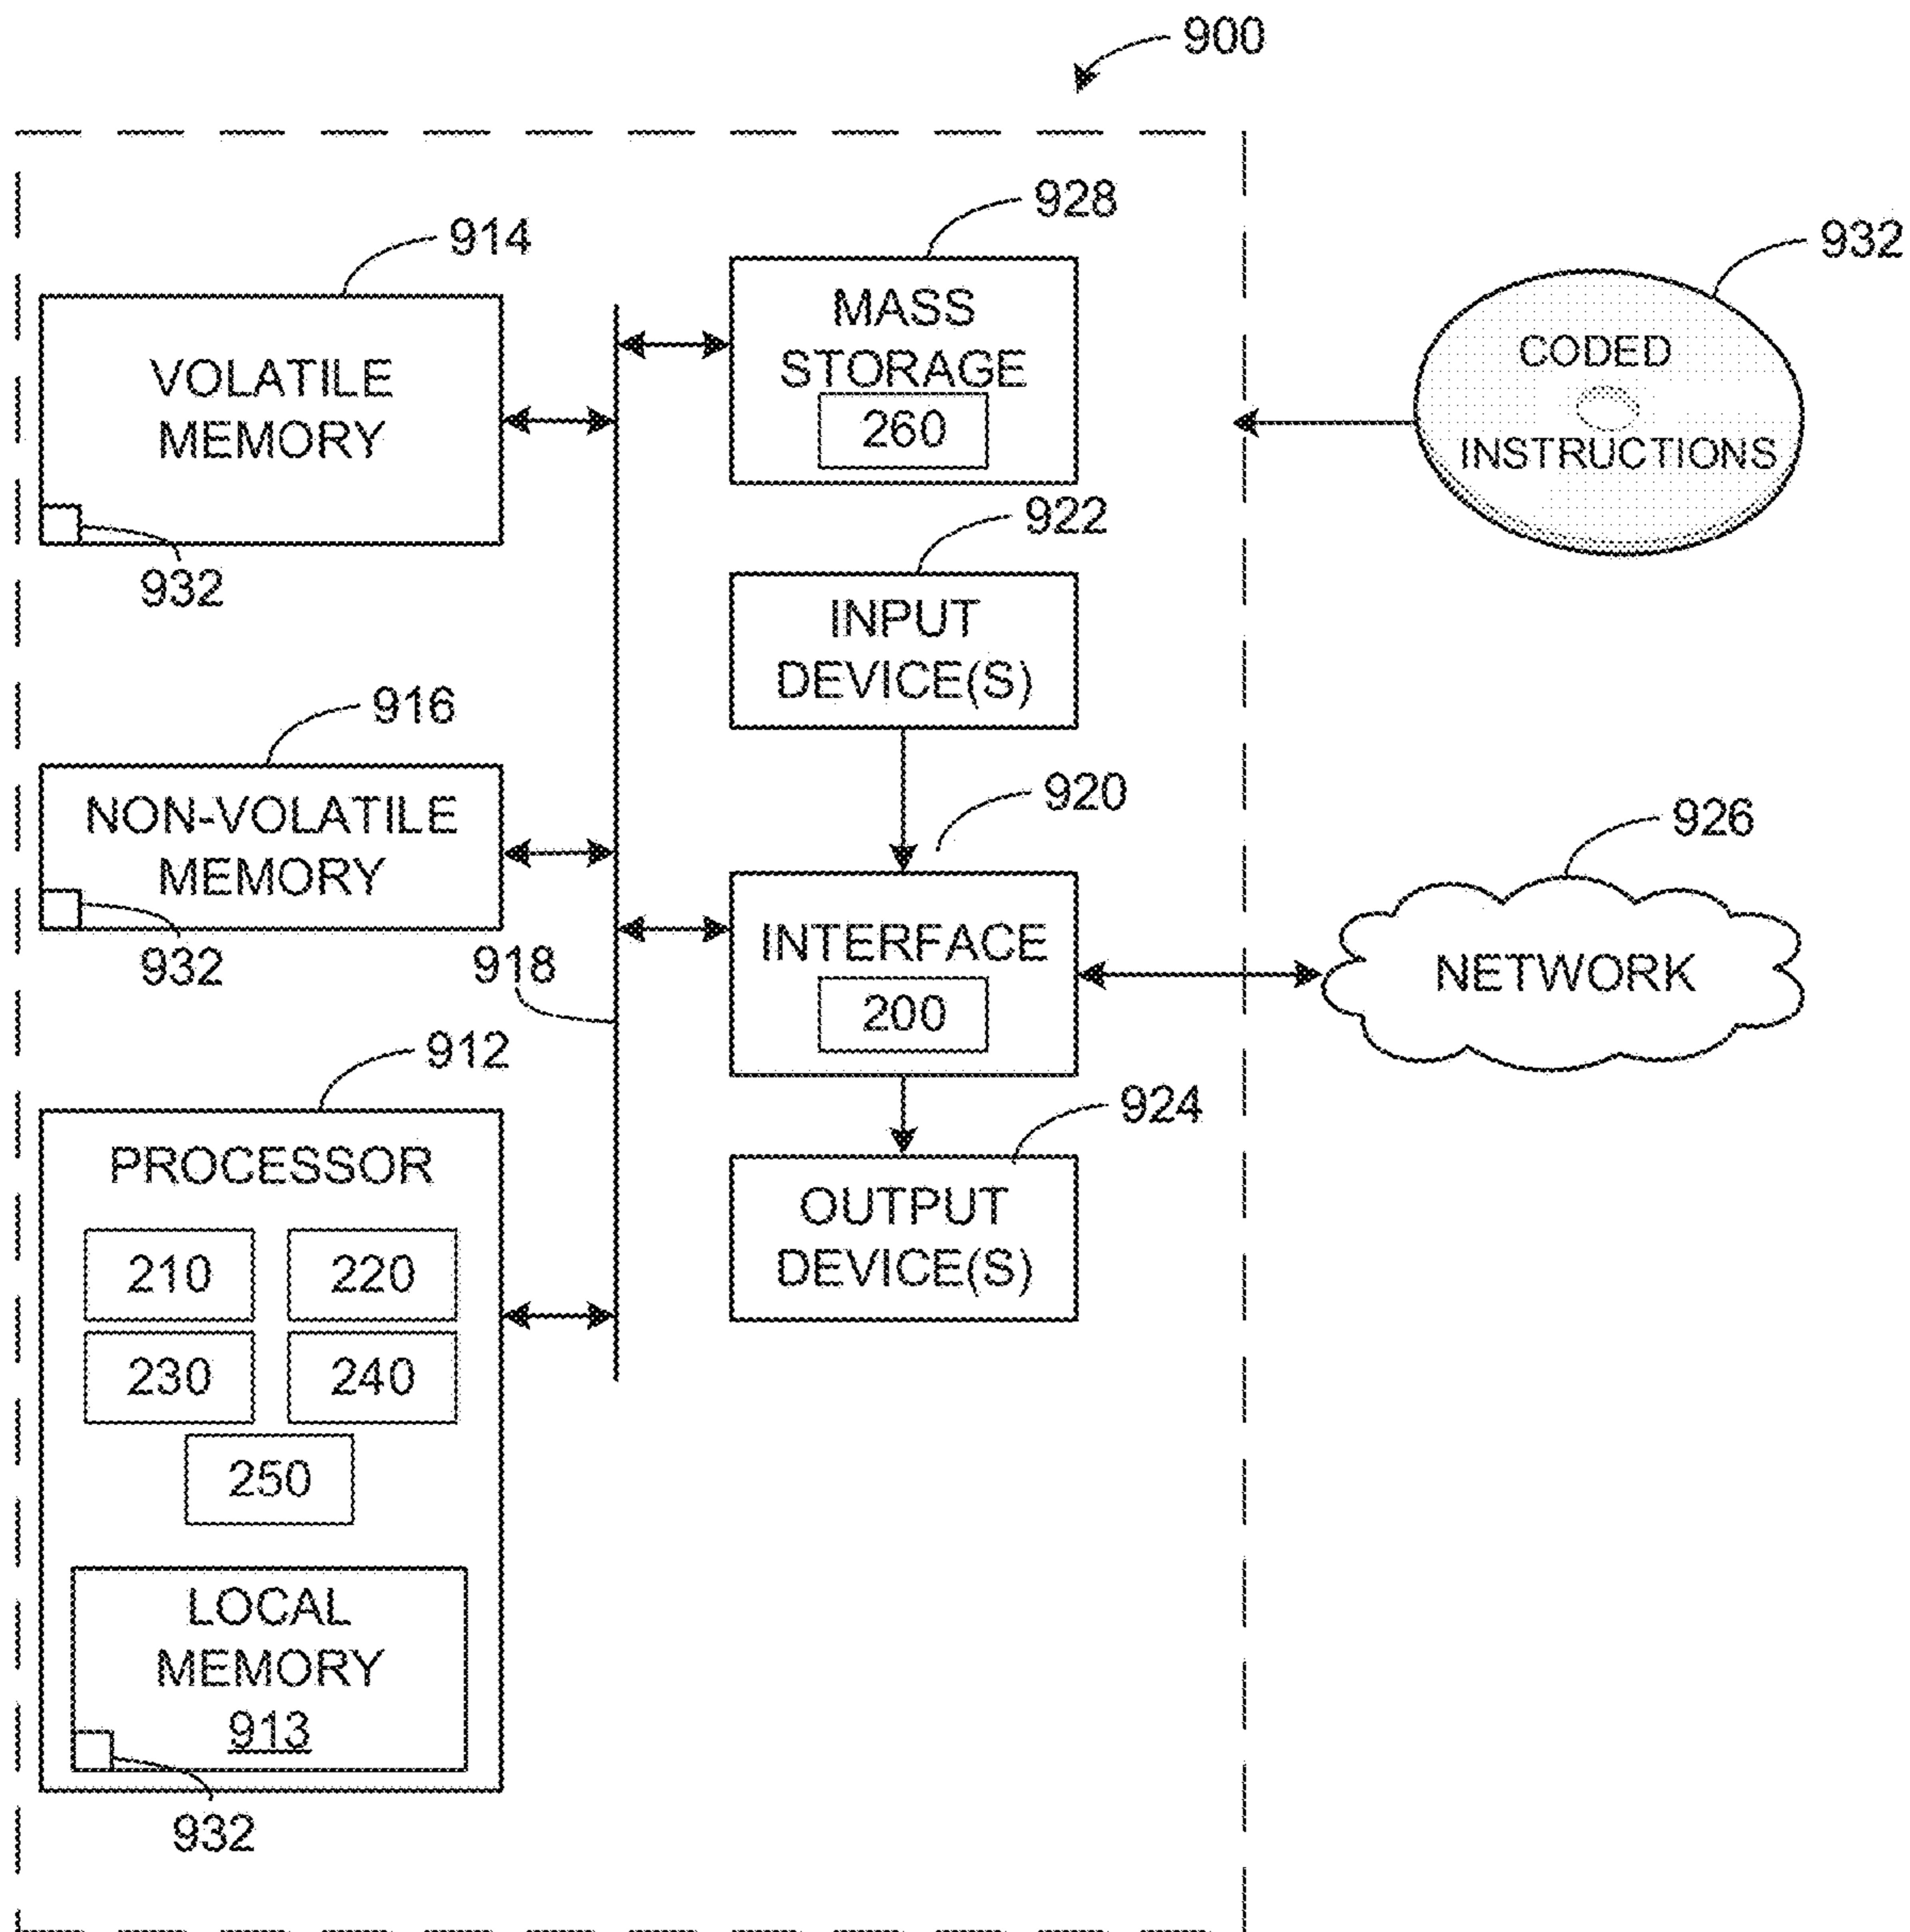 900
914
VOLATILE
MEMORY
932
916
NON-VOLATILE
MEMORY
932
918
912
PROCESSOR
210 220
230 240
250
LOCAL
MEMORY
913
932
928
MASS
STORAGE
260
922
INPUT
DEVICE(S)
920
INTERFACE
200
924
OUTPUT
DEVICE(S)
932
CODED
INSTRUCTIONS
926
NETWORK